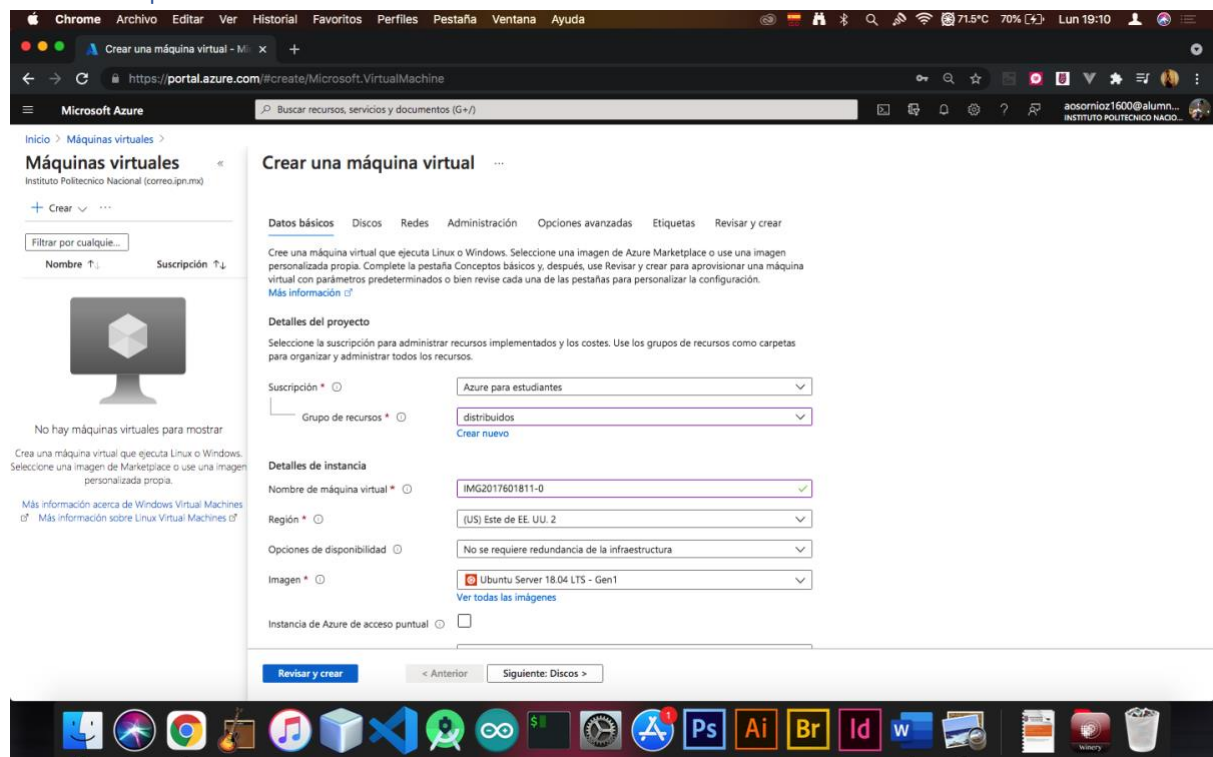 Chrome Archivo Editar Ver Historial Favoritos Perfiles Pestaña Ventana Ayuda 71.5°C 70% Lun 19:10
Crear una máquina virtual - Mi
https://portal.azure.com/#create/Microsoft.VirtualMachine
Microsoft Azure
Buscar recursos, servicios y documentos (G+/)
aosornioz1600@alumn...
INSTITUTO POLITECNICO NACIO...
Inicio > Máquinas virtuales >
Máquinas virtuales
Instituto Politecnico Nacional (correo.ipn.mx)
+ Crear ...
Filtrar por cualquie...
Nombre ↑↓ Suscripción ↑↓
No hay máquinas virtuales para mostrar
Crea una máquina virtual que ejecuta Linux o Windows.
Seleccione una imagen de Marketplace o use una imagen
personalizada propia.
Más información acerca de Windows Virtual Machines
Más información sobre Linux Virtual Machines
Crear una máquina virtual ...
Datos básicos Discos Redes Administración Opciones avanzadas Etiquetas Revisar y crear
Cree una máquina virtual que ejecuta Linux o Windows. Seleccione una imagen de Azure Marketplace o use una imagen
personalizada propia. Complete la pestaña Conceptos básicos y, después, use Revisar y crear para aprovisionar una máquina
virtual con parámetros predeterminados o bien revise cada una de las pestañas para personalizar la configuración.
Más información
Detalles del proyecto
Seleccione la suscripción para administrar recursos implementados y los costes. Use los grupos de recursos como carpetas
para organizar y administrar todos los recursos.
Suscripción * Azure para estudiantes
Grupo de recursos * distribuidos
Crear nuevo
Detalles de instancia
Nombre de máquina virtual * IMG2017601811-0
Región * (US) Este de EE. UU. 2
Opciones de disponibilidad No se requiere redundancia de la infraestructura
Imagen * Ubuntu Server 18.04 LTS - Gen1
Ver todas las imágenes
Instancia de Azure de acceso puntual
Revisar y crear < Anterior Siguiente: Discos >
Ps Ai Br Id W Winery